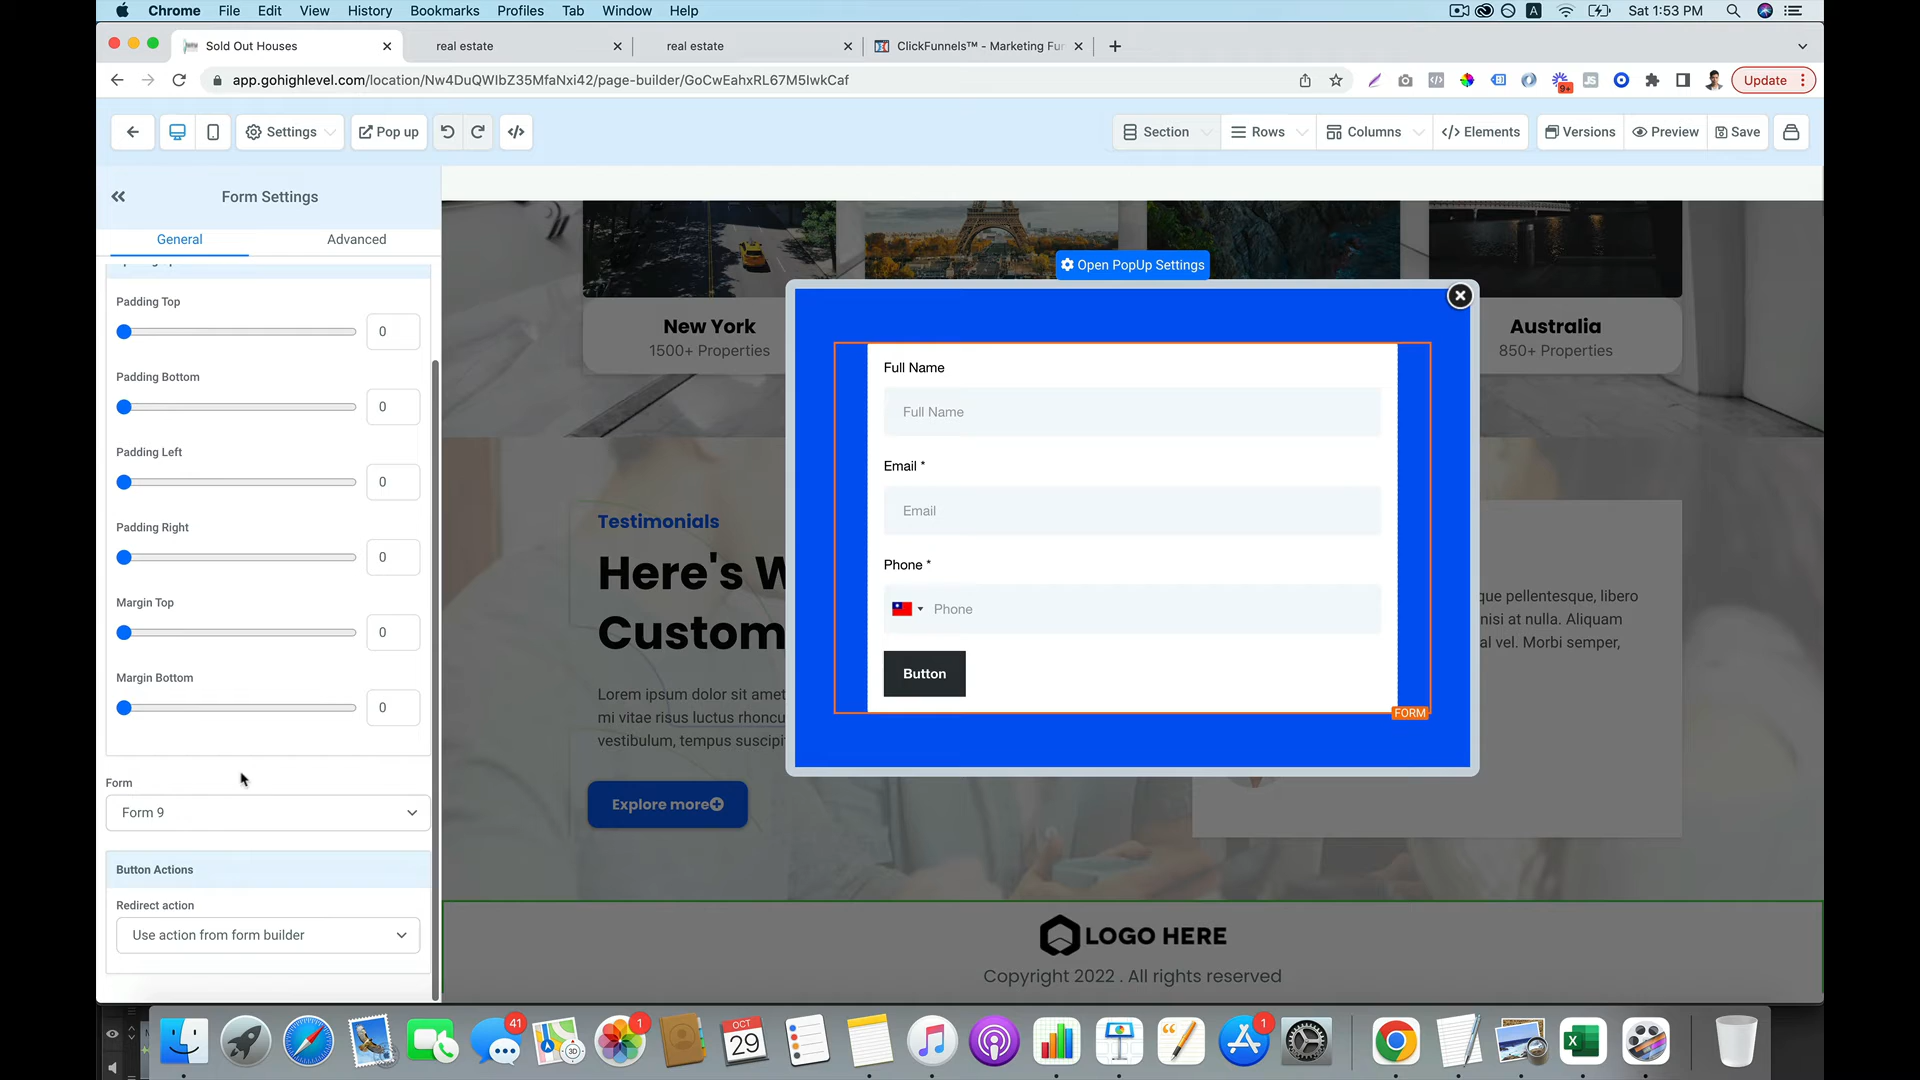 Chrome File Edit View History Bookmarks Profiles Tab Window Help
A Sat 1:53 PM
Sold Out Houses
real estate
real estate
ClickFunnels™ - Marketing Fu
app.gohighlevel.com/location/Nw4DuQWIbZ35MfaNxi42/page-builder/GoCwEahxRL67M5IwkCaf
9+
JS
Update
Settings
Pop up
Section
Rows
Columns
Elements
Versions
Preview
Save
Form Settings
General
Advanced
Padding Top
0
Padding Bottom
0
Padding Left
0
Padding Right
0
Margin Top
0
Margin Bottom
0
Form
Form 9
Button Actions
Redirect action
Use action from form builder
Open PopUp Settings
New York
1500+ Properties
Australia
850+ Properties
Full Name
Full Name
Email *
Email
Phone *
Phone
Button
FORM
Testimonials
Here's W
Custom
Lorem ipsum dolor sit amet
mi vitae risus luctus rhoncu
vestibulum, tempus suscipi
Explore more
que pellentesque, libero
nisi at nulla. Aliquam
al vel. Morbi semper,
LOGO HERE
Copyright 2022 . All rights reserved
41
3D
1
OCT
29
1
X